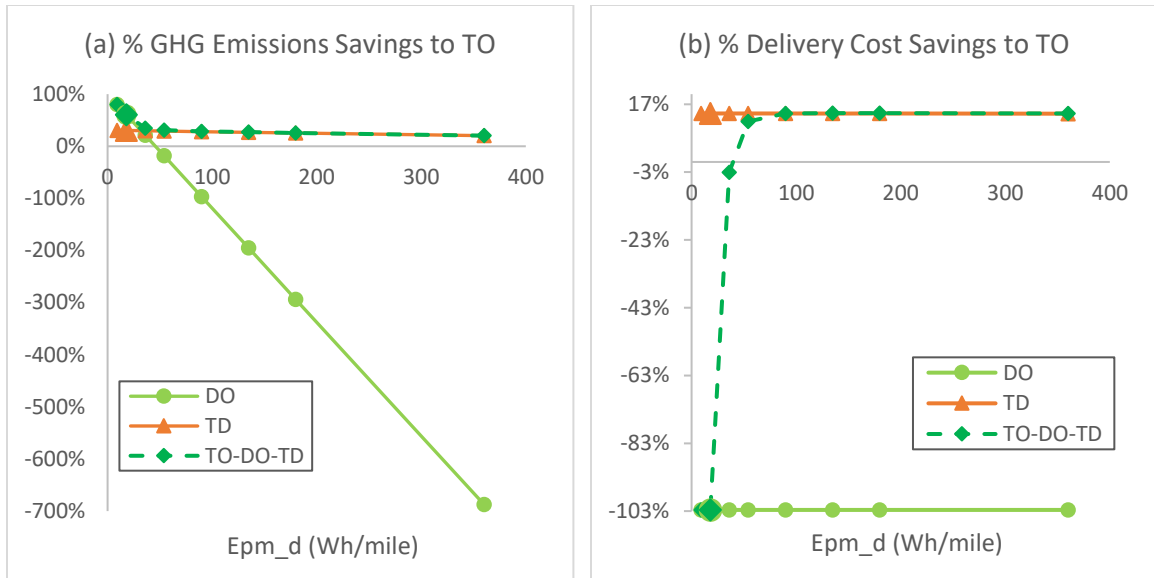 (a) % GHG Emissions Savings to TO
100%
0%
-100%
-200%
-300%
-400%
-500%
-600%
-700%
0
100
200
300
400
DO
TD
TO-DO-TD
Epm_d (Wh/mile)
(b) % Delivery Cost Savings to TO
17%
-3%
-23%
-43%
-63%
-83%
-103%
0
100
200
300
400
DO
TD
TO-DO-TD
Epm_d (Wh/mile)